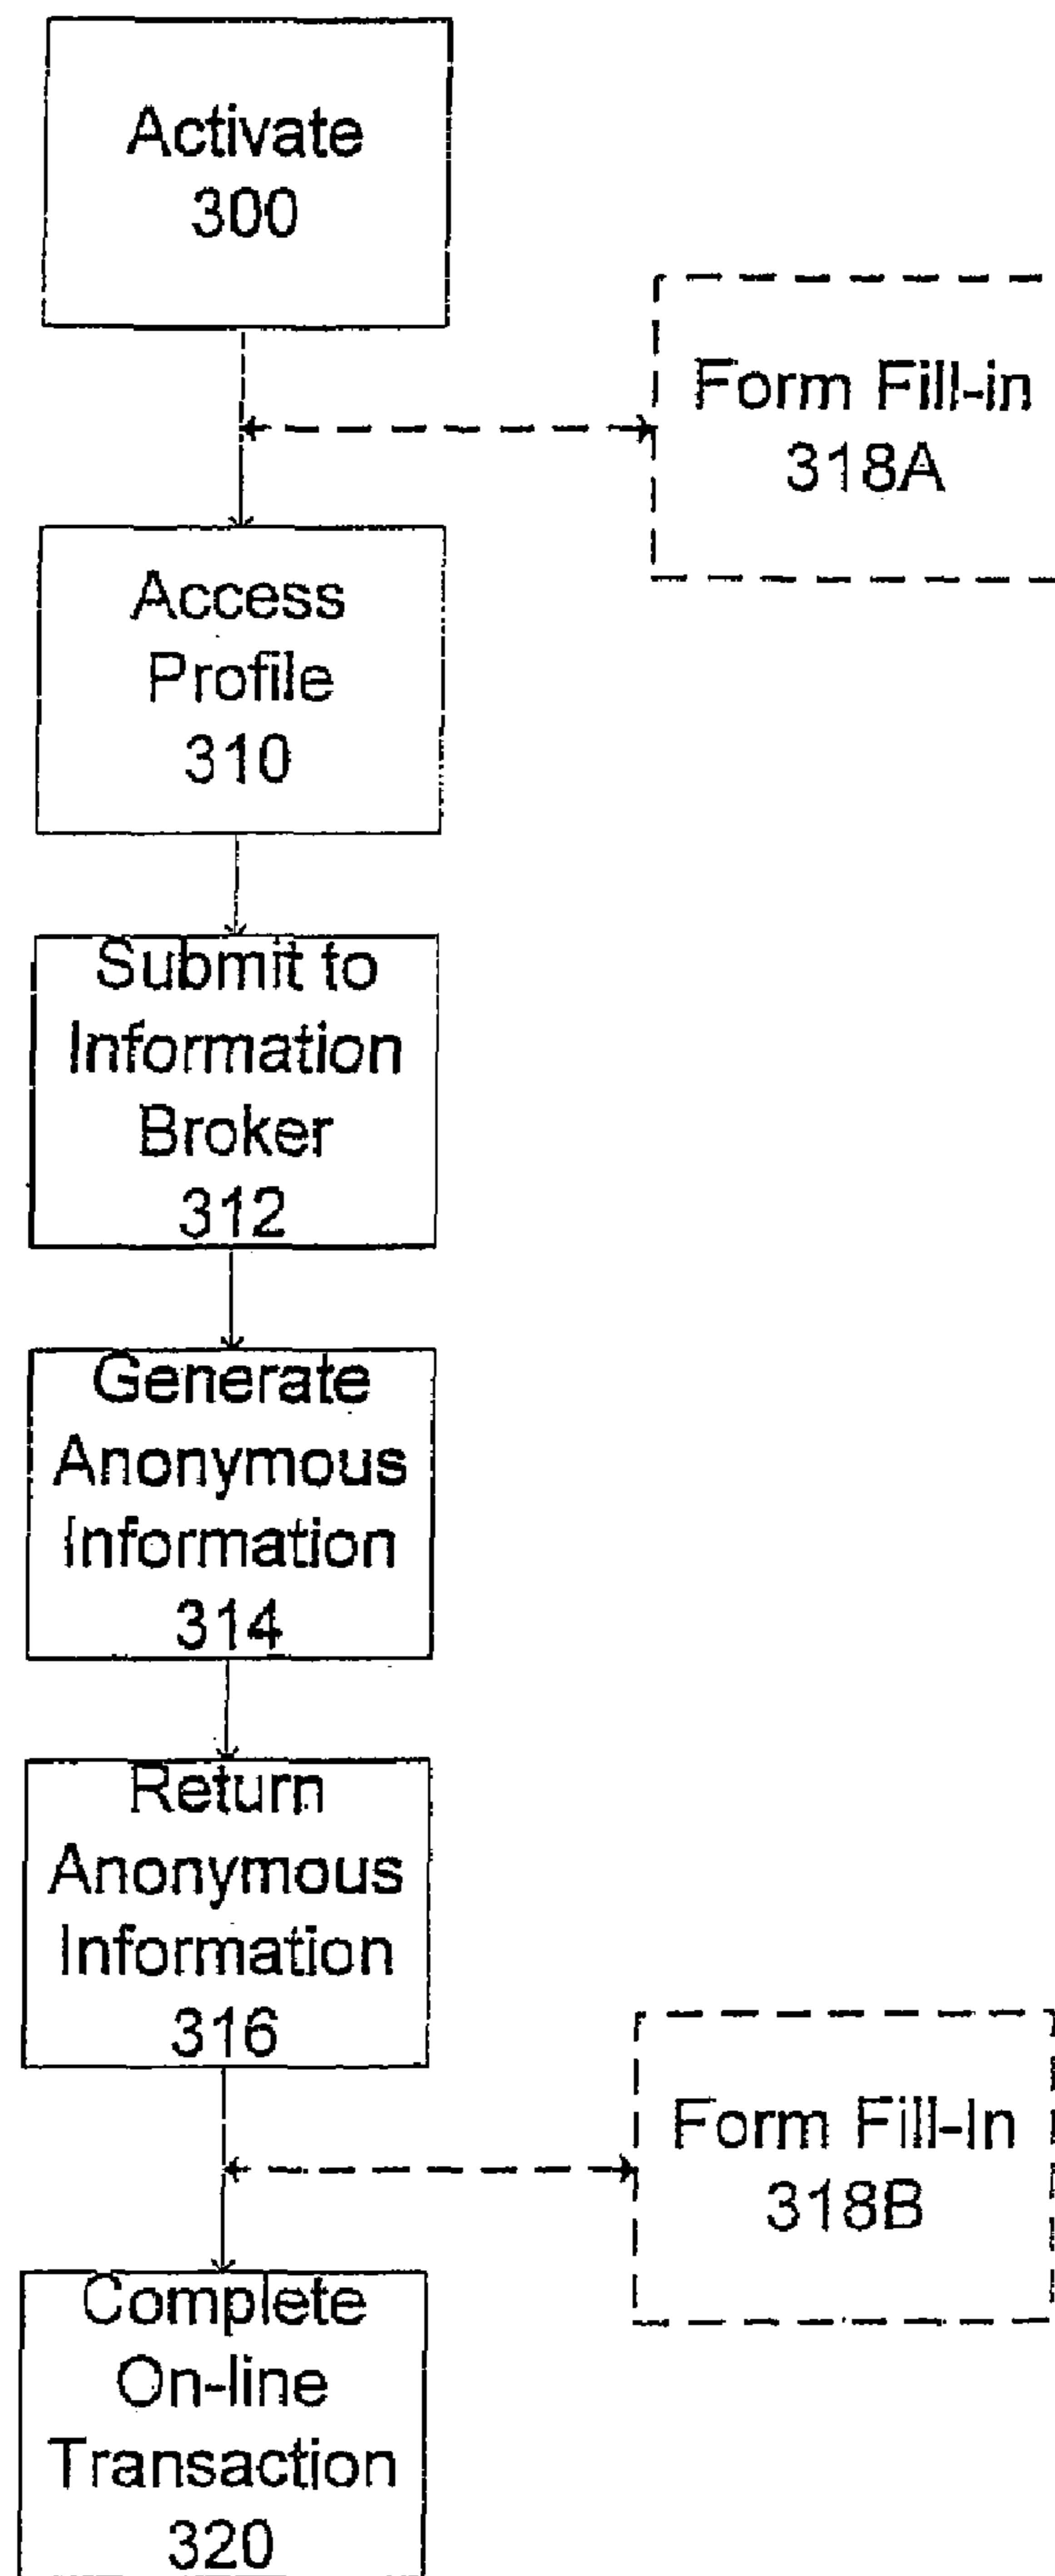 Activate
300
Form Fill-in
318A
Access
Profile
310
Submit to
Information
Broker
312
Generate
Anonymous
Information
314
Return
Anonymous
Information
316
Form Fill-In
318B
Complete
On-line
Transaction
320